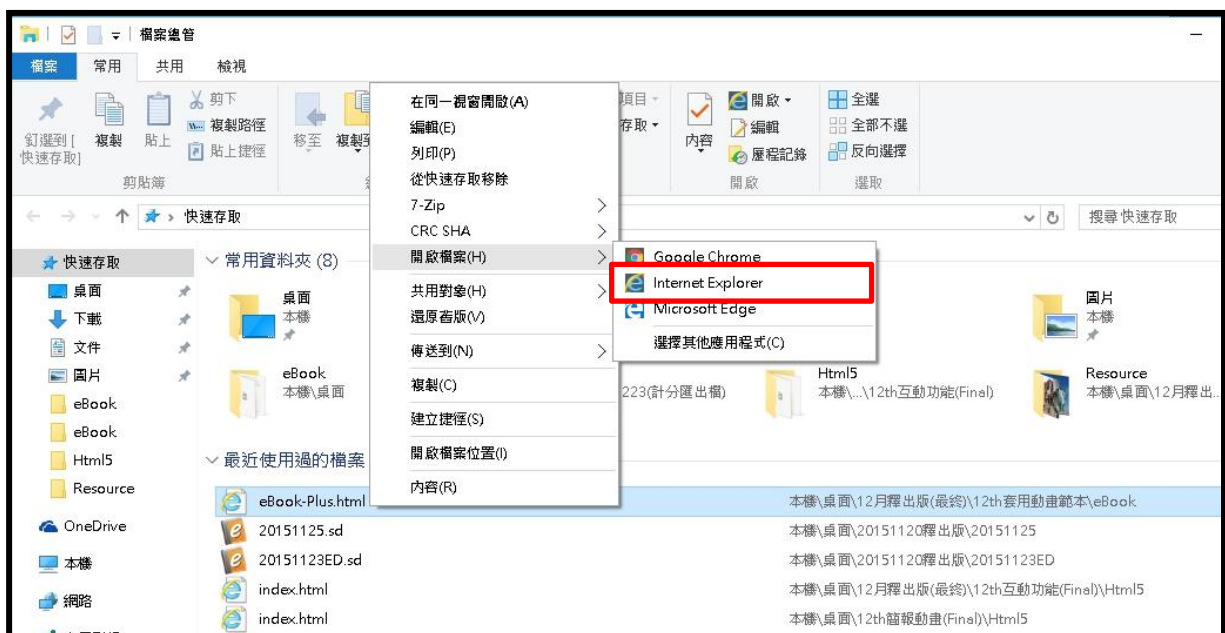 檔案總管
檔案 常用 共用 檢視
剪下
複製路徑
貼上捷徑
釘選到[
快速存取]
複製
貼上
剪貼簿
移至
複製到
項目
存取
內容
開啟
編輯
歷程記錄
開啟
全選
全部不選
反向選擇
選取
快速存取
搜尋 快速存取
快速存取
桌面
下載
文件
圖片
eBook
eBook
Html5
Resource
OneDrive
本機
網路
常用資料夾 (8)
桌面
本機
eBook
本機\桌面
223(計分匯出檔)
Html5
本機\...\12th互動功能(Final)
圖片
本機
Resource
本機\桌面\12月釋出...
最近使用過的檔案
eBook-Plus.html 本機\桌面\12月釋出版(最終)\12th套用動畫範本\eBook
20151125.sd 本機\桌面\20151120釋出版\20151125
20151123ED.sd 本機\桌面\20151120釋出版\20151123ED
index.html 本機\桌面\12月釋出版(最終)\12th互動功能(Final)\Html5
index.html 本機\桌面\12th簡報動畫(Final)\Html5
在同一視窗開啟(A)
編輯(E)
列印(P)
從快速存取移除
7-Zip
CRC SHA
開啟檔案(H)
共用對象(H)
還原舊版(V)
傳送到(N)
複製(C)
建立捷徑(S)
開啟檔案位置(I)
內容(R)
Google Chrome
Internet Explorer
Microsoft Edge
選擇其他應用程式(C)